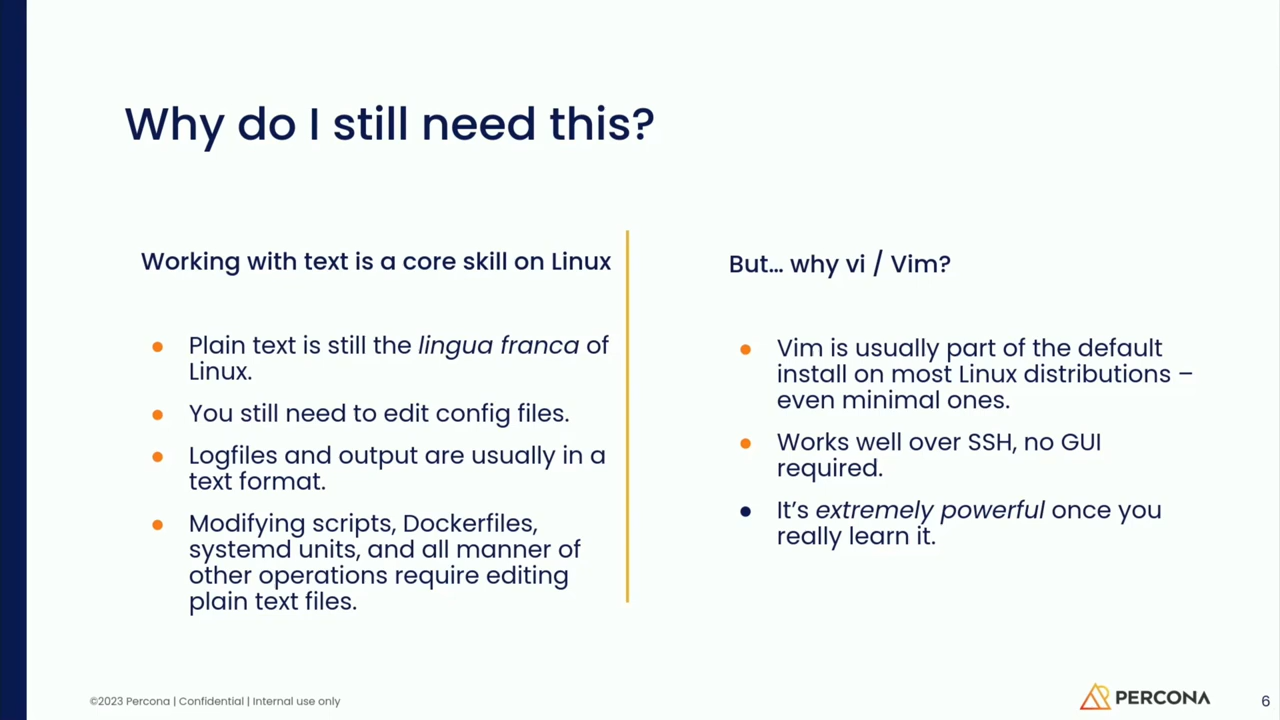 Why do I still need this?
Working with text is a core skill on Linux
● Plain text is still the lingua franca of
Linux.
● You still need to edit config files.
● Logfiles and output are usually in a
text format.
● Modifying scripts, Dockerfiles,
systemd units, and all manner of
other operations require editing
plain text files.
But… why vi / Vim?
● Vim is usually part of the default
install on most Linux distributions –
even minimal ones.
● Works well over SSH, no GUI
required.
● It’s extremely powerful once you
really learn it.
©2023 Percona | Confidential | Internal use only
PERCONA
6